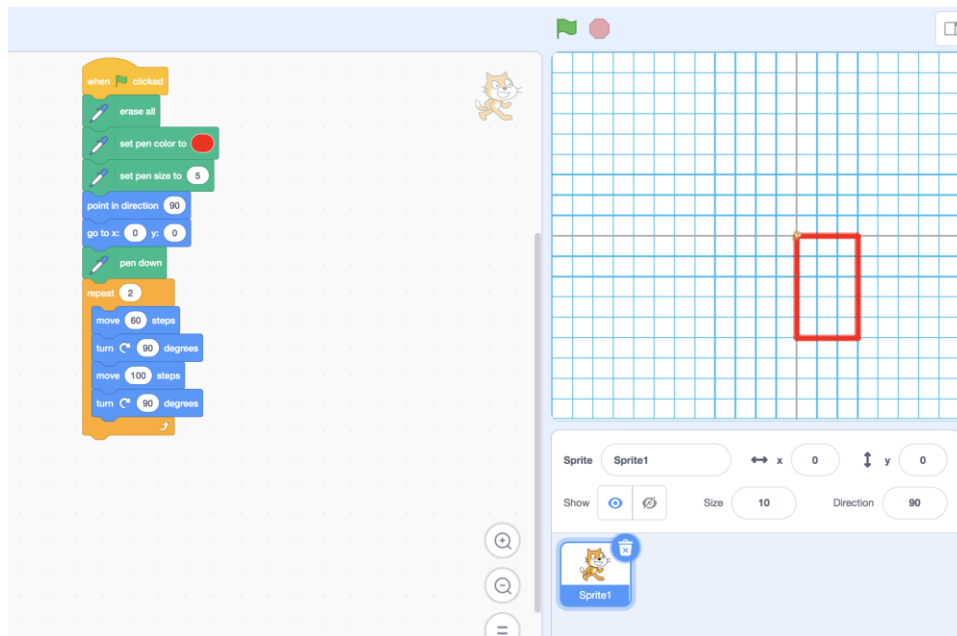 when clicked
erase all
set pen color to
set pen size to 5
point in direction 90
go to x: 0 y: 0
pen down
repeat 2
move 60 steps
turn 90 degrees
move 100 steps
turn 90 degrees
Sprite Sprite1 x 0 y 0
Show Size 10 Direction 90
Sprite1